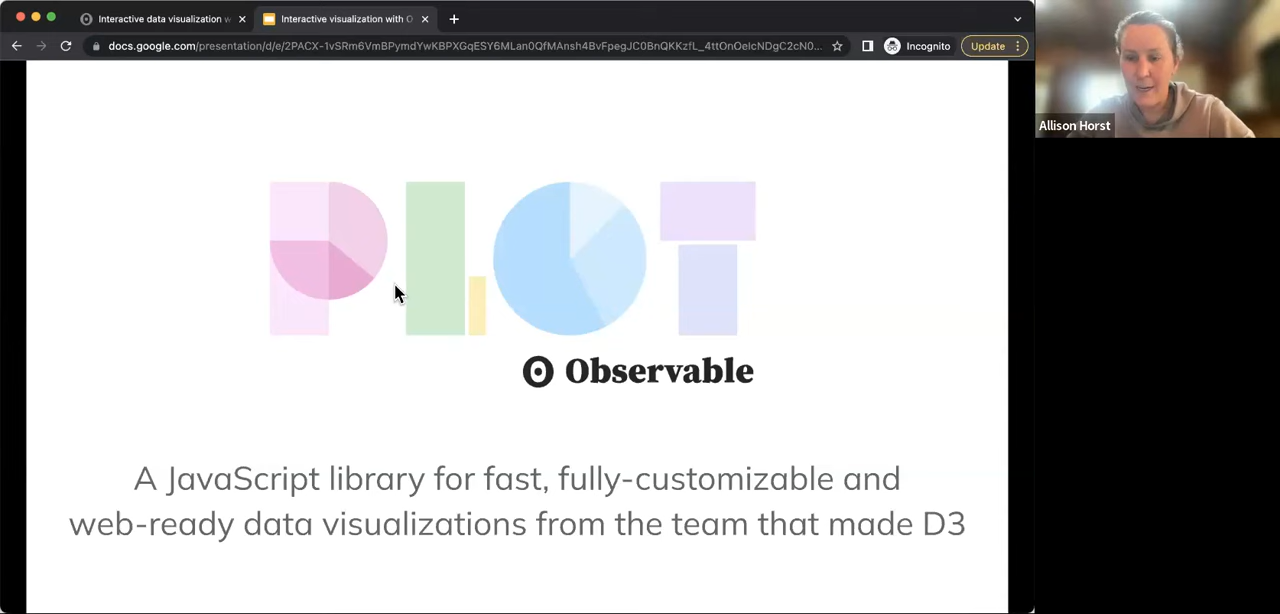 Interactive data visualization w
Interactive visualization with O
docs.google.com/presentation/d/e/2PACX-1vSRm6VmBPymdYwKBPXGqESY6MLan0QfMAnsh4BvFpegJC0BnQKKzfL_4ttOnOelcNDgC2cN0...
Incognito
Update
Allison Horst
PLOT
Observable
A JavaScript library for fast, fully-customizable and
web-ready data visualizations from the team that made D3